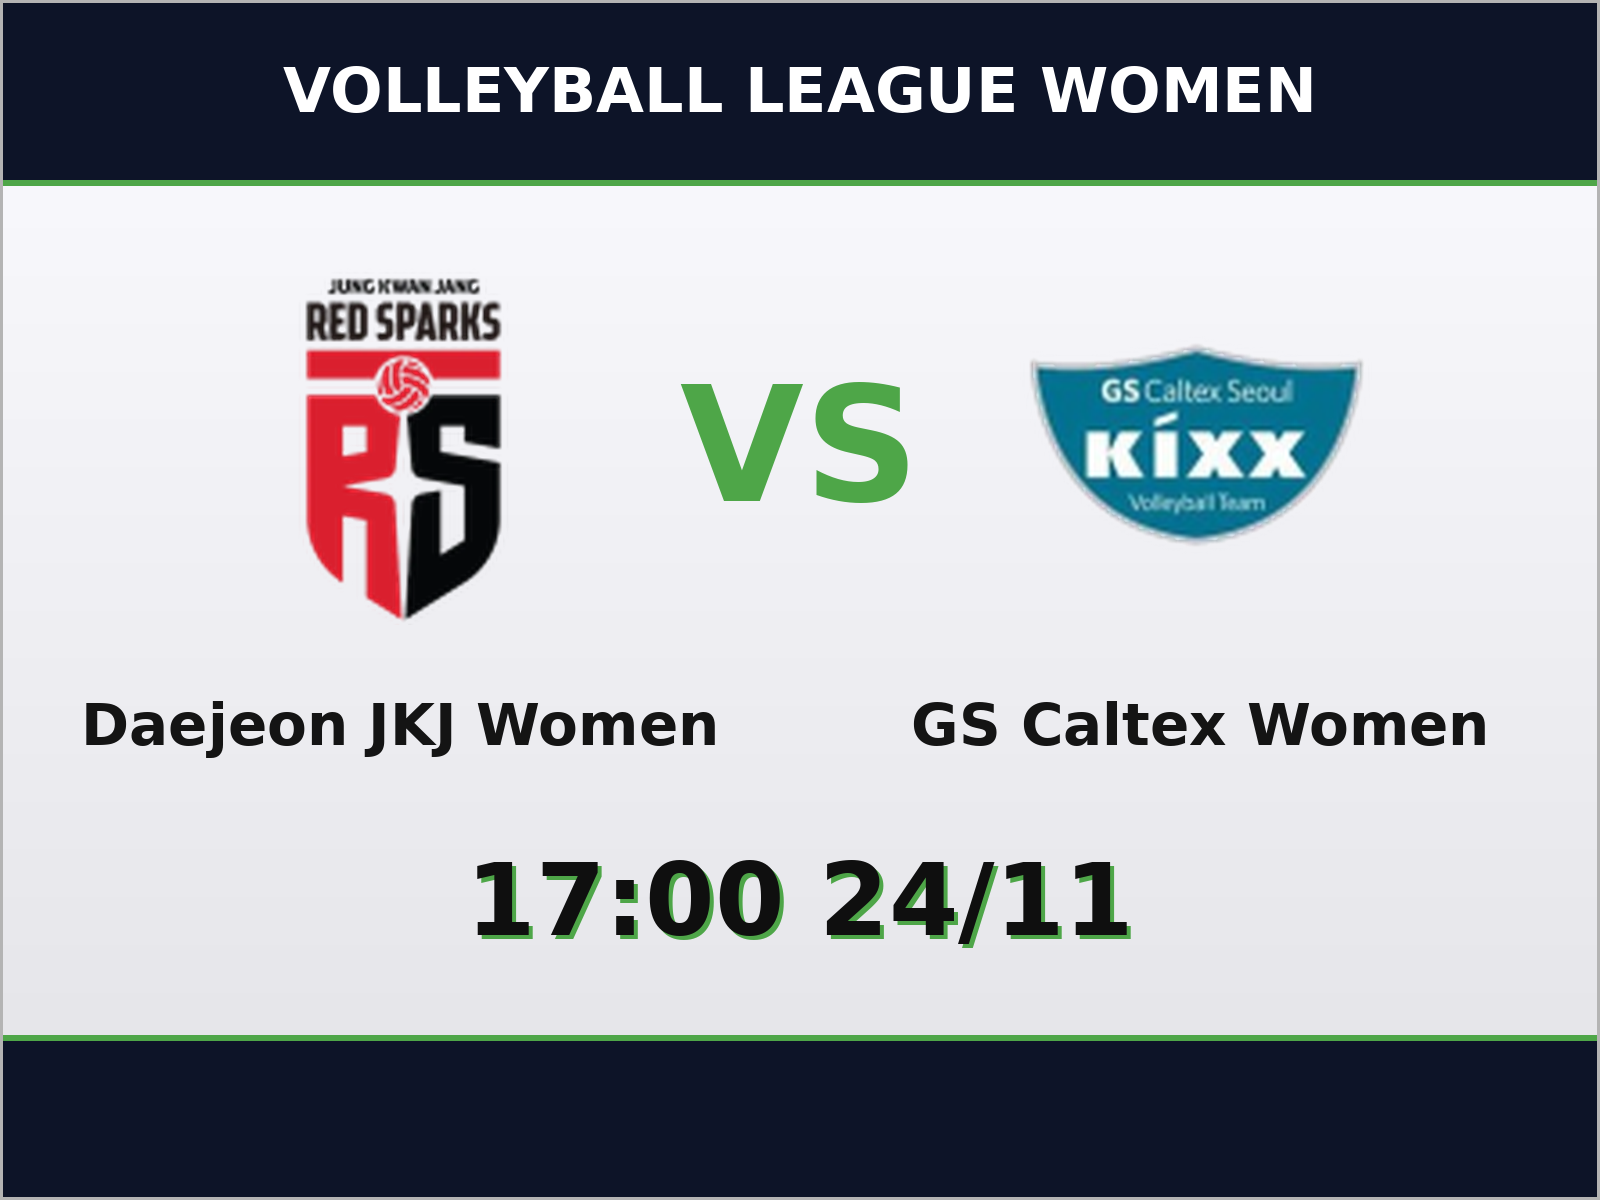 VOLLEYBALL LEAGUE WOMEN
JUNG KWAN JANG
RED SPARKS
RS
VS
GS Caltex Seoul
kíxx
Volleyball Team
Daejeon JKJ Women
GS Caltex Women
17:00 24/11